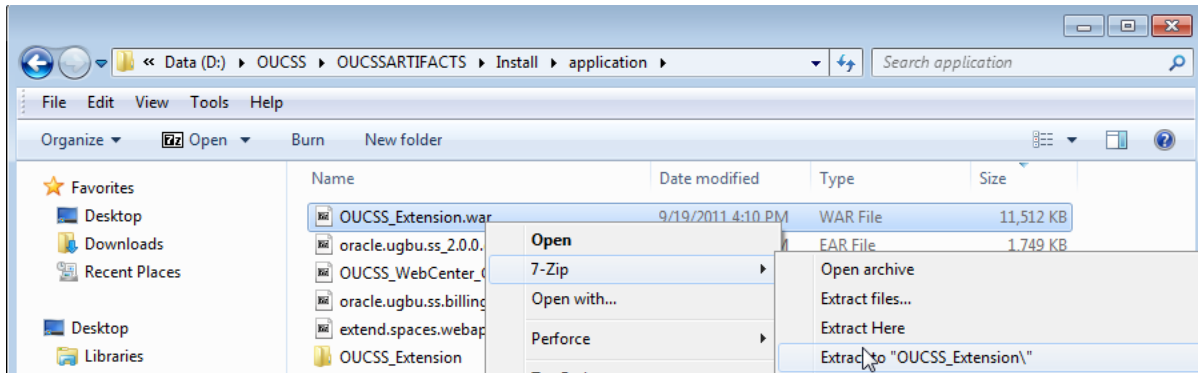 « Data (D:) ▸ OUCSS ▸ OUCSSARTIFACTS ▸ Install ▸ application ▸ Search application
File Edit View Tools Help
Organize 7z Open Burn New folder
Name Date modified Type Size
Favorites
Desktop
Downloads
Recent Places
Desktop
Libraries
OUCSS_Extension.war 9/19/2011 4:10 PM WAR File 11,512 KB
oracle.ugbu.ss_2.0.0. EAR File 1,749 KB
OUCSS_WebCenter_
oracle.ugbu.ss.billing
extend.spaces.webap
OUCSS_Extension
Open
7-Zip
Open with...
Perforce
Open archive
Extract files...
Extract Here
Extract to "OUCSS_Extension\"